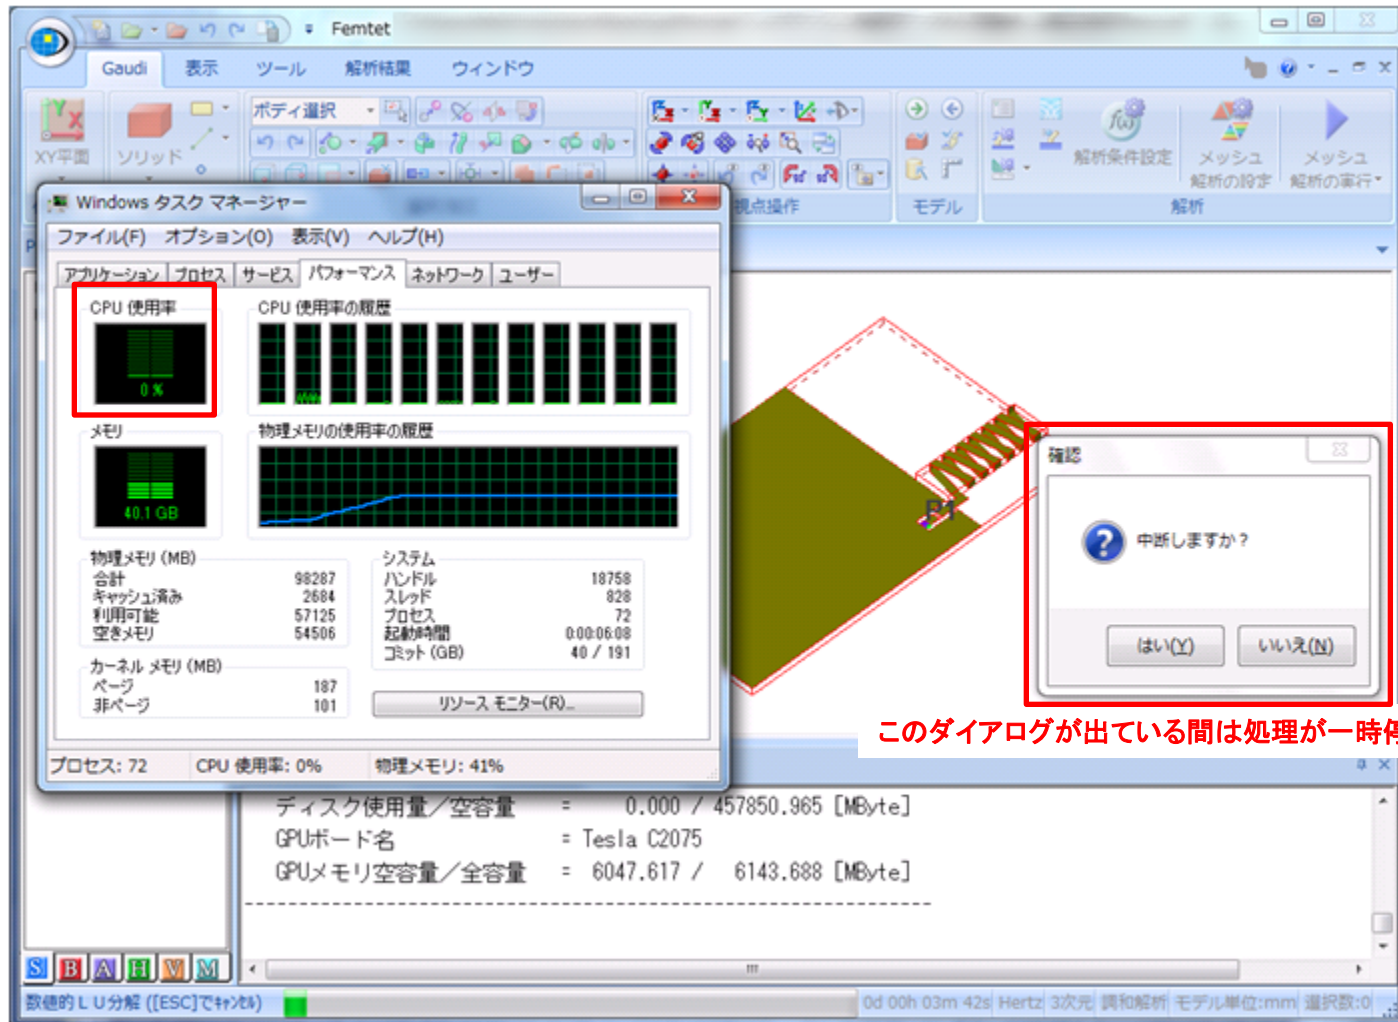 Femtet
Gaudi 表示 ツール 解析結果 ウィンドウ
ボディ選択
XY平面 ソリッド
解析条件設定 メッシュ 解析の設定 メッシュ 解析の実行
視点操作 モデル 解析
Windows タスク マネージャー
ファイル(F) オプション(O) 表示(V) ヘルプ(H)
アプリケーション プロセス サービス パフォーマンス ネットワーク ユーザー
CPU 使用率 CPU 使用率の履歴
0 %
メモリ 物理メモリの使用率の履歴
40.1 GB
物理メモリ (MB)
合計 98287
キャッシュ済み 2684
利用可能 57125
空きメモリ 54506
カーネル メモリ (MB)
ページ 187
非ページ 101
システム
ハンドル 18758
スレッド 828
プロセス 72
起動時間 0:00:06:08
コミット (GB) 40 / 191
リソース モニター(R)...
プロセス: 72 CPU 使用率: 0% 物理メモリ: 41%
P1
確認
中断しますか？
はい(Y) いいえ(N)
このダイアログが出ている間は処理が一時停
ディスク使用量／空容量 = 0.000 / 457850.965 [MByte]
GPUボード名 = Tesla C2075
GPUメモリ空容量／全容量 = 6047.617 / 6143.688 [MByte]
S B A H V M
数値的ＬＵ分解 ([ESC]でｷｬﾝｾﾙ) 0d 00h 03m 42s Hertz 3次元 調和解析 モデル単位:mm 選択数:0